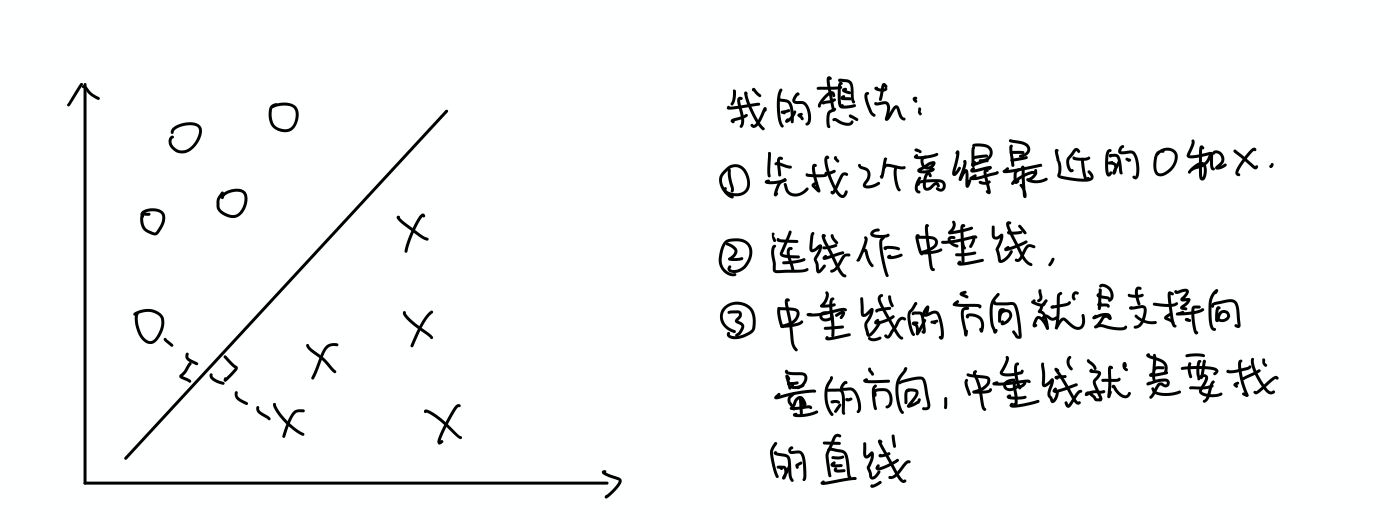 我的想法：
① 先找2个离得最近的O和X.
② 连线作中垂线，
③ 中垂线的方向就是支持向
量的方向，中垂线就是要找
的直线